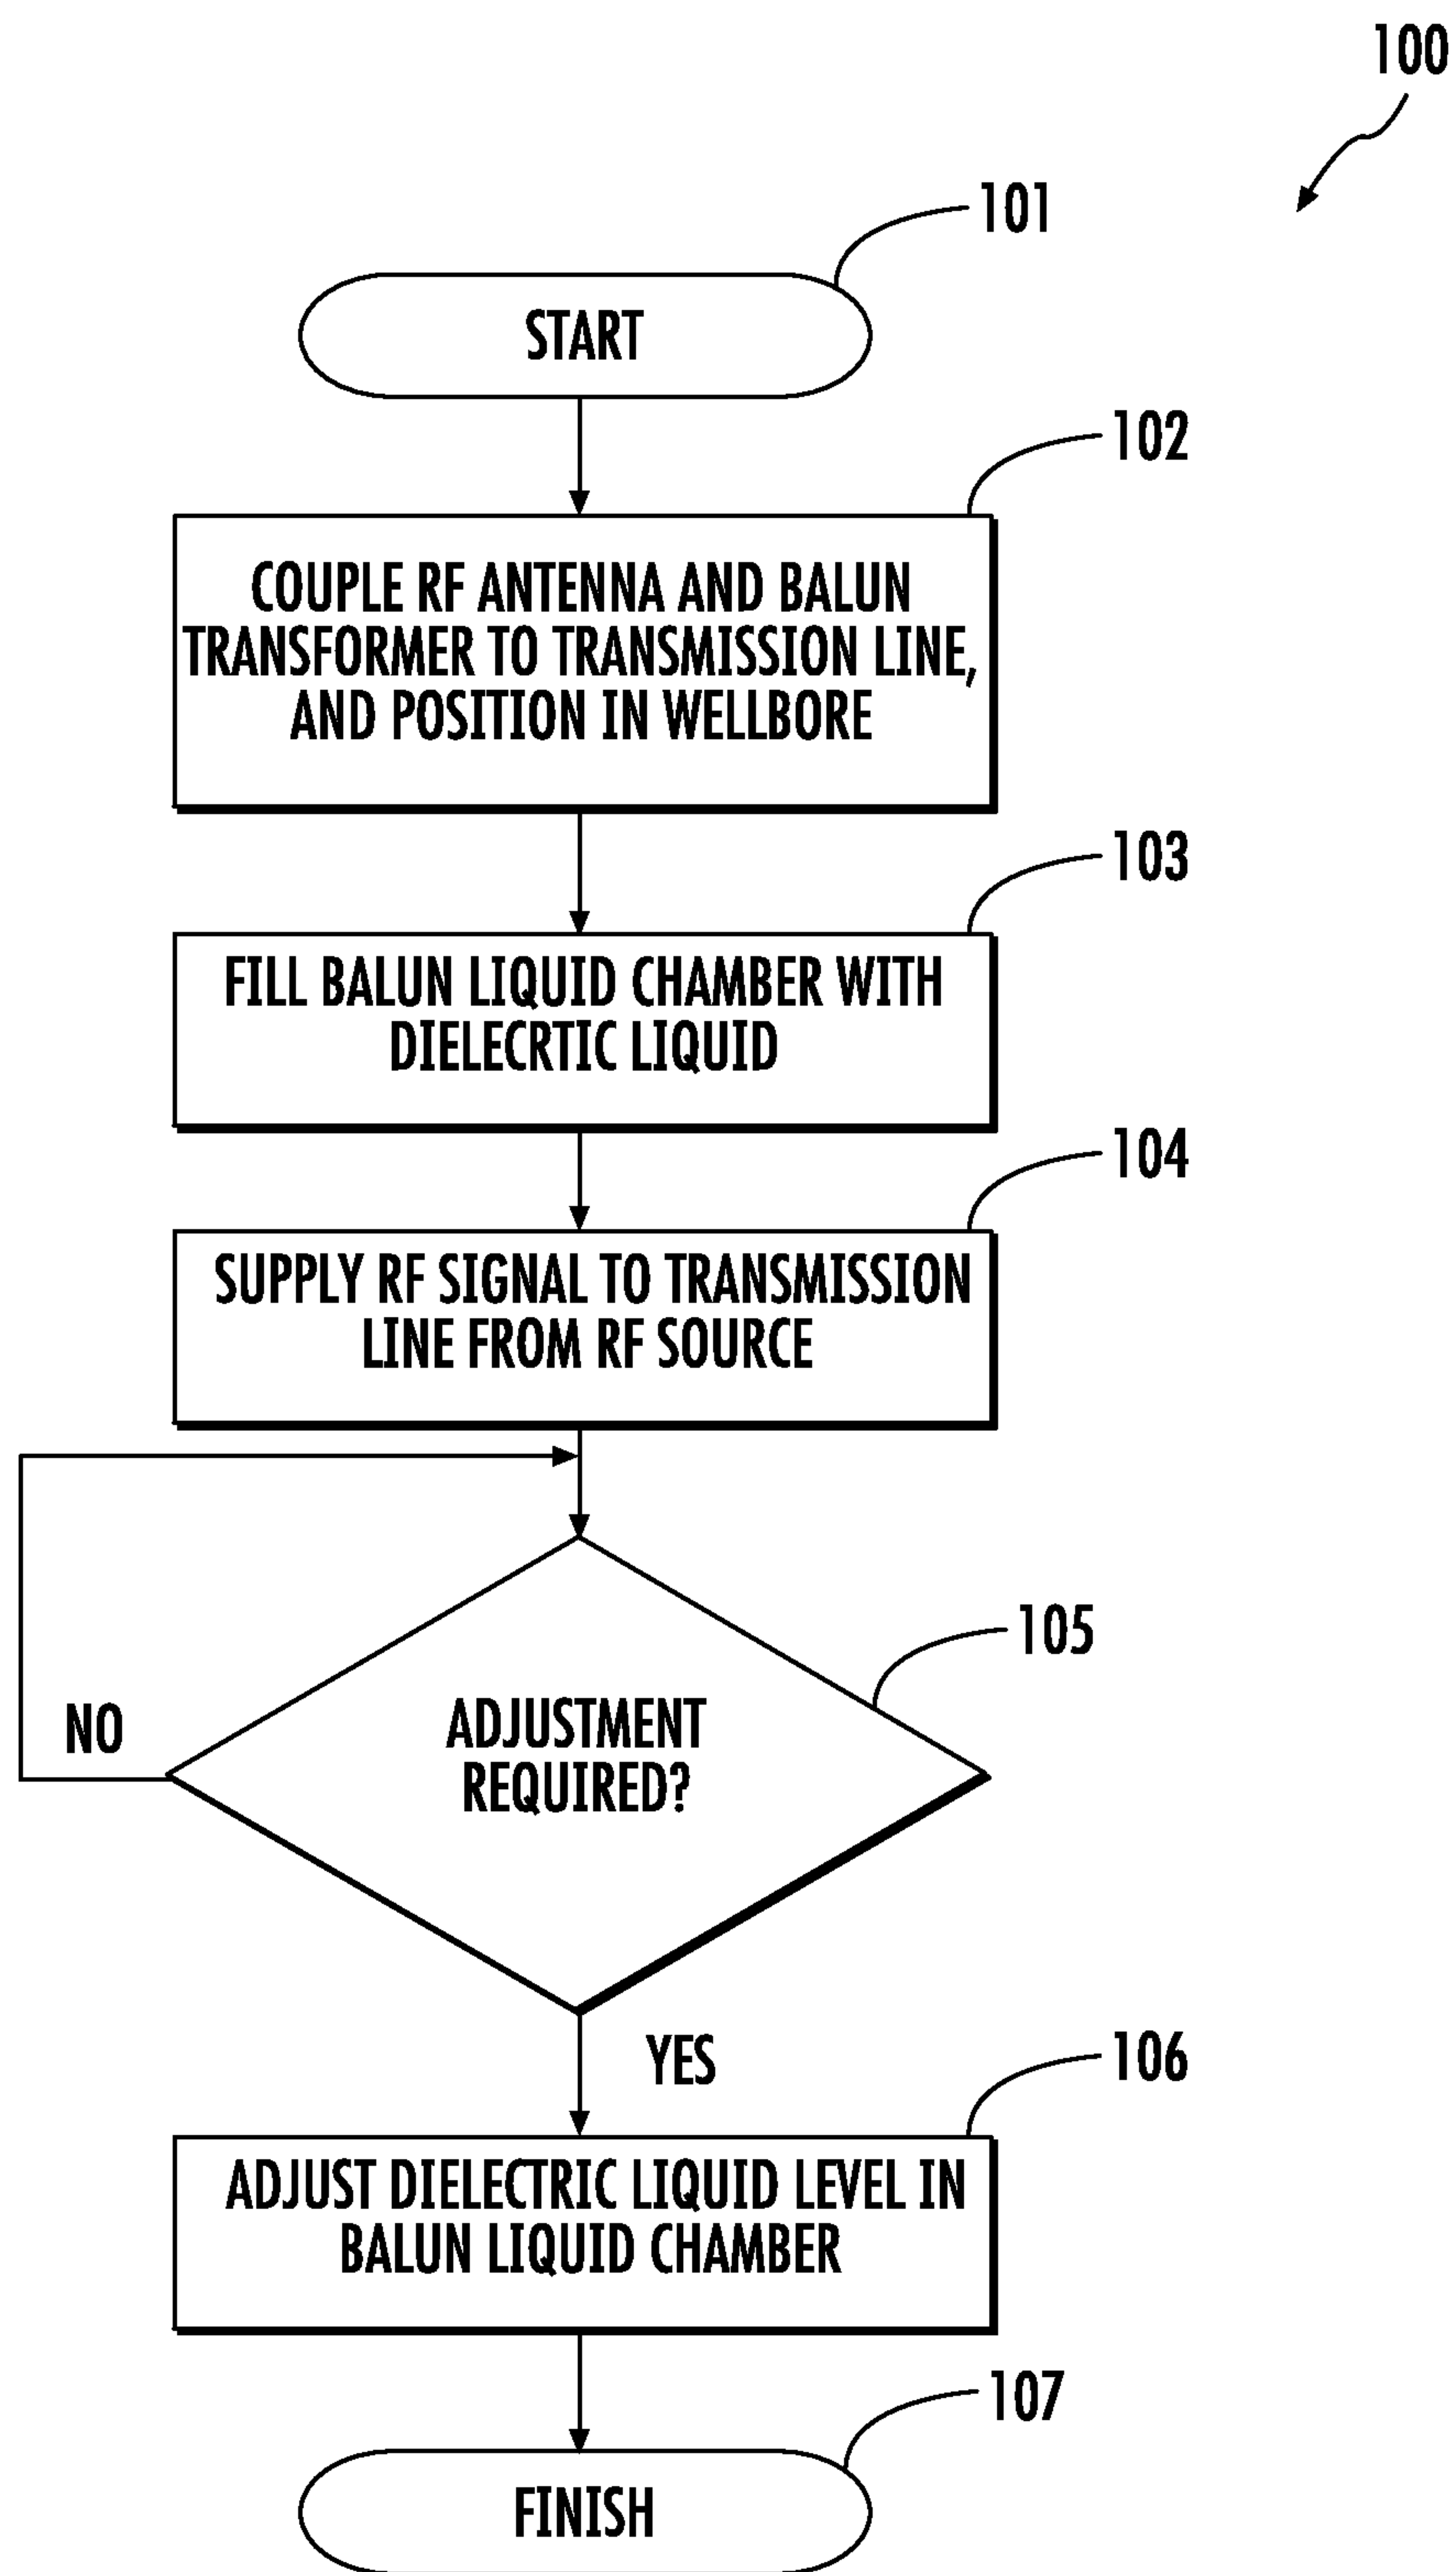 100
101
START
102
COUPLE RF ANTENNA AND BALUN
TRANSFORMER TO TRANSMISSION LINE,
AND POSITION IN WELLBORE
103
FILL BALUN LIQUID CHAMBER WITH
DIELECRTIC LIQUID
104
SUPPLY RF SIGNAL TO TRANSMISSION
LINE FROM RF SOURCE
105
ADJUSTMENT
REQUIRED?
NO
YES
106
ADJUST DIELECTRIC LIQUID LEVEL IN
BALUN LIQUID CHAMBER
107
FINISH